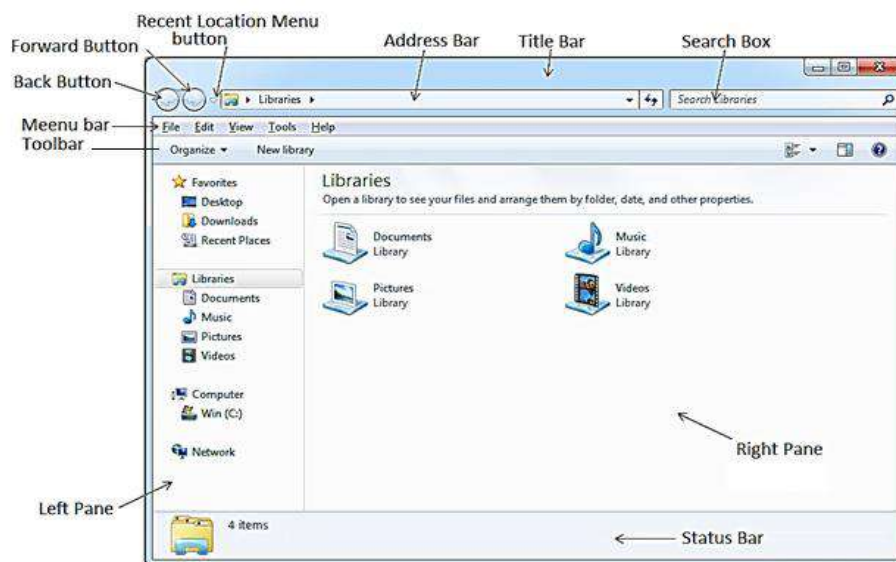 Recent Location Menu
button
Forward Button
Address Bar
Title Bar
Search Box
Back Button
Libraries
Search Libraries
Meenu bar
File Edit View Tools Help
Toolbar
Organize New library
Favorites
Desktop
Downloads
Recent Places
Libraries
Documents
Music
Pictures
Videos
Computer
Win (C:)
Network
Libraries
Open a library to see your files and arrange them by folder, date, and other properties.
Documents
Library
Music
Library
Pictures
Library
Videos
Library
Right Pane
Left Pane
4 items
Status Bar